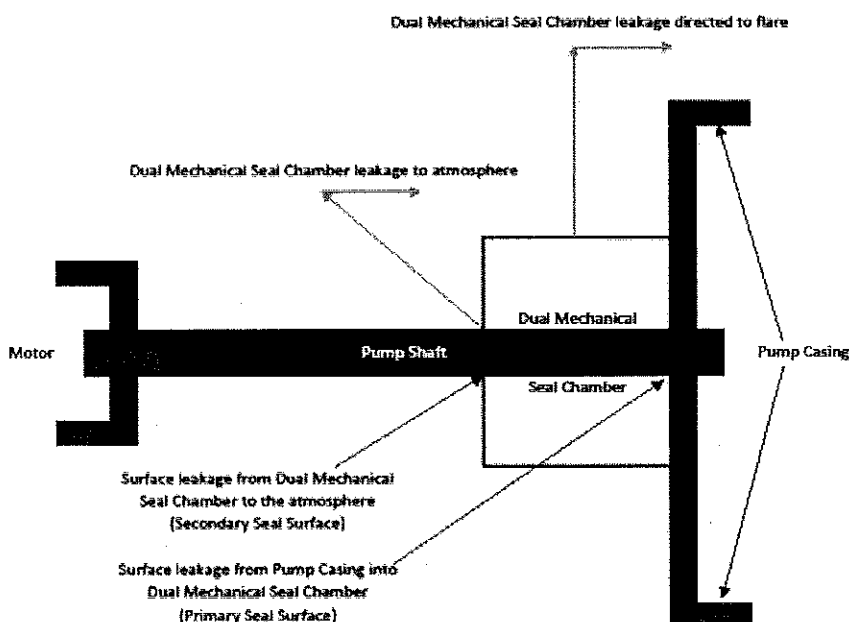 Dual Mechanical Seal Chamber leakage directed to flare
Dual Mechanical Seal Chamber leakage to atmosphere
Dual Mechanical
Motor
Pump Shaft
Pump Casing
Seal Chamber
Surface leakage from Dual Mechanical
Seal Chamber to the atmosphere
(Secondary Seal Surface)
Surface leakage from Pump Casing into
Dual Mechanical Seal Chamber
(Primary Seal Surface)